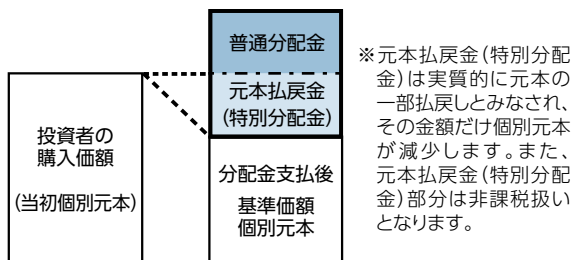 普通分配金
元本払戻金
(特別分配金)
投資者の
購入価額
(当初個別元本)
分配金支払後
基準価額
個別元本
※元本払戻金(特別分配
金)は実質的に元本の
一部払戻しとみなされ、
その金額だけ個別元本
が減少します。また、
元本払戻金(特別分配
金)部分は非課税扱い
となります。